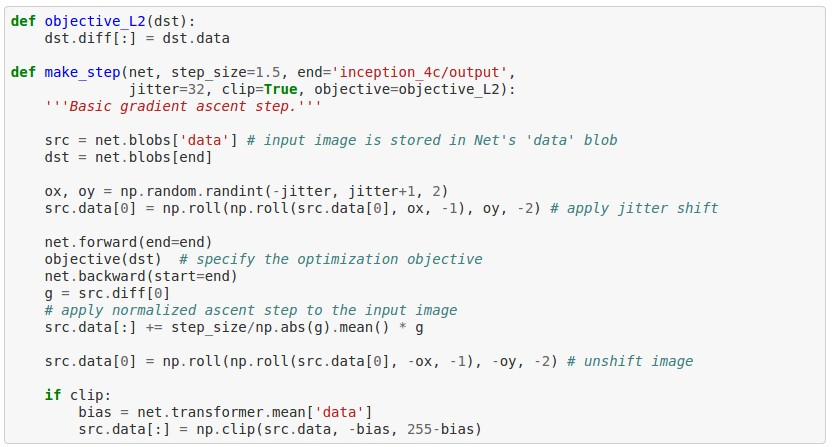 def objective_L2(dst):
    dst.diff[:] = dst.data

def make_step(net, step_size=1.5, end='inception_4c/output',
              jitter=32, clip=True, objective=objective_L2):
    '''Basic gradient ascent step.'''

    src = net.blobs['data'] # input image is stored in Net's 'data' blob
    dst = net.blobs[end]

    ox, oy = np.random.randint(-jitter, jitter+1, 2)
    src.data[0] = np.roll(np.roll(src.data[0], ox, -1), oy, -2) # apply jitter shift

    net.forward(end=end)
    objective(dst)  # specify the optimization objective
    net.backward(start=end)
    g = src.diff[0]
    # apply normalized ascent step to the input image
    src.data[:] += step_size/np.abs(g).mean() * g

    src.data[0] = np.roll(np.roll(src.data[0], -ox, -1), -oy, -2) # unshift image

    if clip:
        bias = net.transformer.mean['data']
        src.data[:] = np.clip(src.data, -bias, 255-bias)